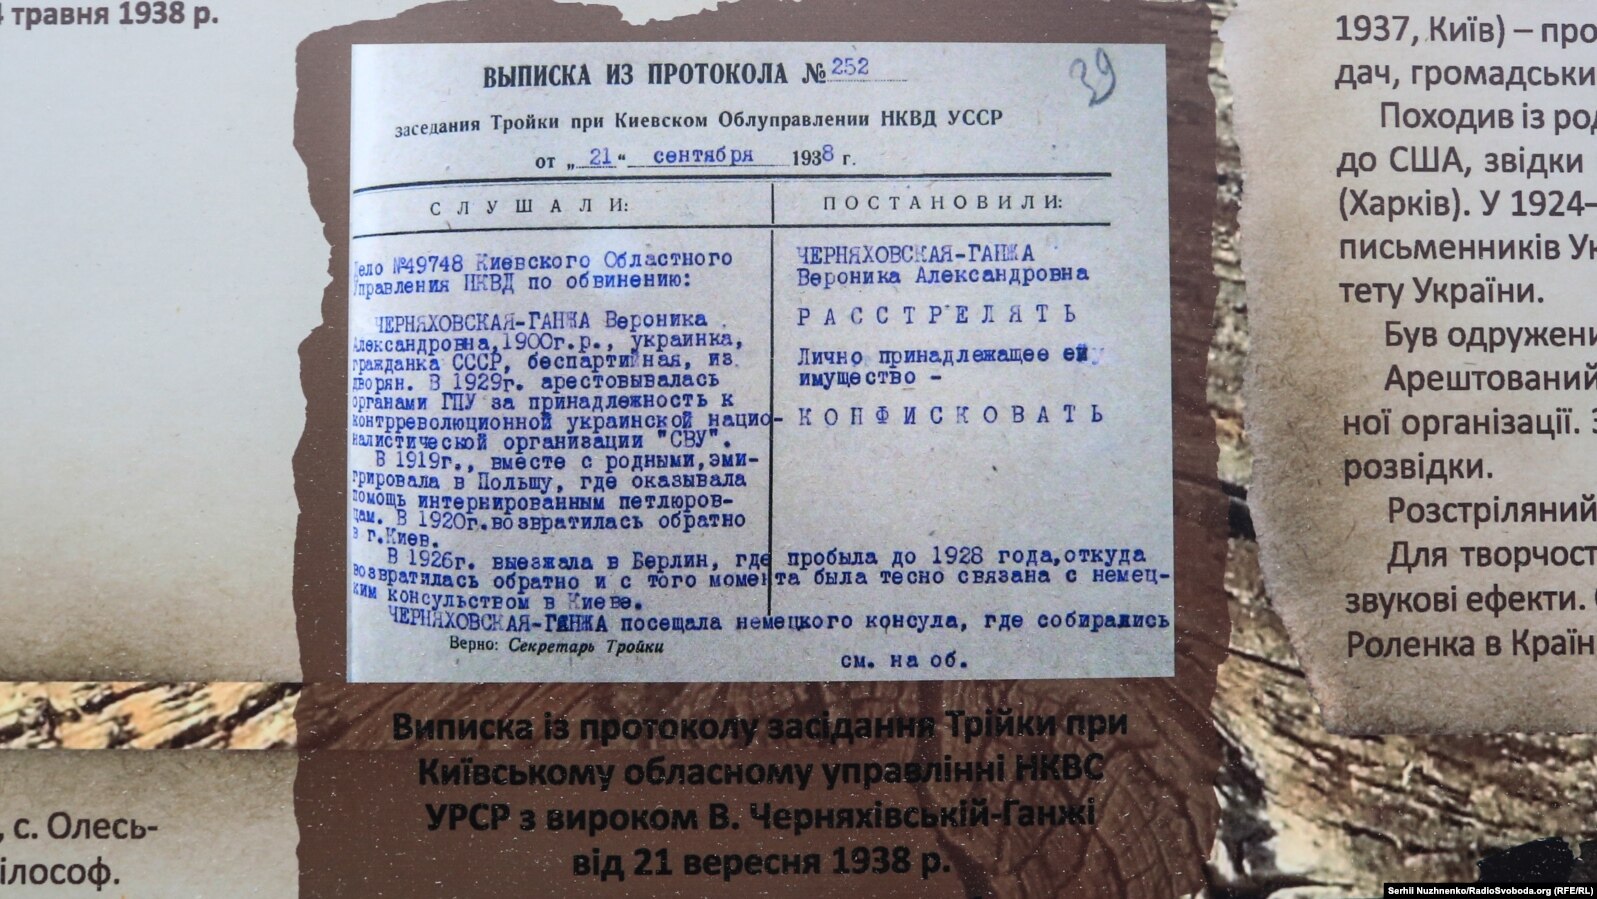 4 травня 1938 р.
ВЫПИСКА ИЗ ПРОТОКОЛА № 252
39
заседания Тройки при Киевском Облуправлении НКВД УССР
от „ 21 “ сентября 1938 г.
СЛУШАЛИ:
ПОСТАНОВИЛИ:
Дело №49748 Киевского Областного
Управления НКВД по обвинению:
ЧЕРНЯХОВСКАЯ-ГАНЖА Вероника
Александровна,1900г.р., украинка,
гражданка СССР, беспартийная, из
дворян. В 1929г. арестовывалась
органами ГПУ за принадлежность к
контрреволюционной украинской нацио-
налистической организации "СВУ".
В 1919г., вместе с родными,эми-
грировала в Польшу, где оказывала
помощь интернированным петлюров-
цам. В 1920г.возвратилась обратно
в г.Киев.
ЧЕРНЯХОВСКАЯ-ГАНЖА
Вероника Александровна
РАССТРЕЛЯТЬ
Лично принадлежащее ей
имущество -
КОНФИСКОВАТЬ
В 1926г. выезжала в Берлин, где пробыла до 1928 года,откуда
возвратилась обратно и с того момента была тесно связана с немец-
ким консульством в Киеве.
ЧЕРНЯХОВСКАЯ-ГАНЖА посещала немецкого консула, где собирались
Верно: Секретарь Тройки
см. на об.
Виписка із протоколу засідання Трійки при
Київському обласному управлінні НКВС
УРСР з вироком В. Черняхівській-Ганжі
від 21 вересня 1938 р.
, с. Олесь-
ілософ.
1937, Київ) – про
дач, громадськи
Походив із род
до США, звідки
(Харків). У 1924–
письменників Ук
тету України.
Був одружени
Арештований
ної організації. З
розвідки.
Розстріляний
Для творчост
звукові ефекти. С
Роленка в Країн
Serhii Nuzhnenko/RadioSvoboda.org (RFE/RL)